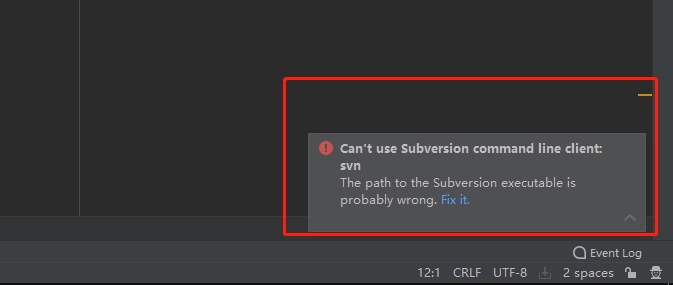 Can't use Subversion command line client:
svn
The path to the Subversion executable is
probably wrong. Fix it.
Event Log
12:1 CRLF UTF-8 2 spaces